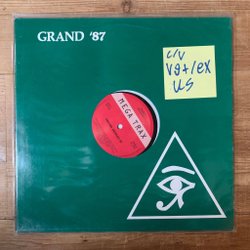 GRAND '87
c/v
Vg+/EX
US
MEGA TRAX